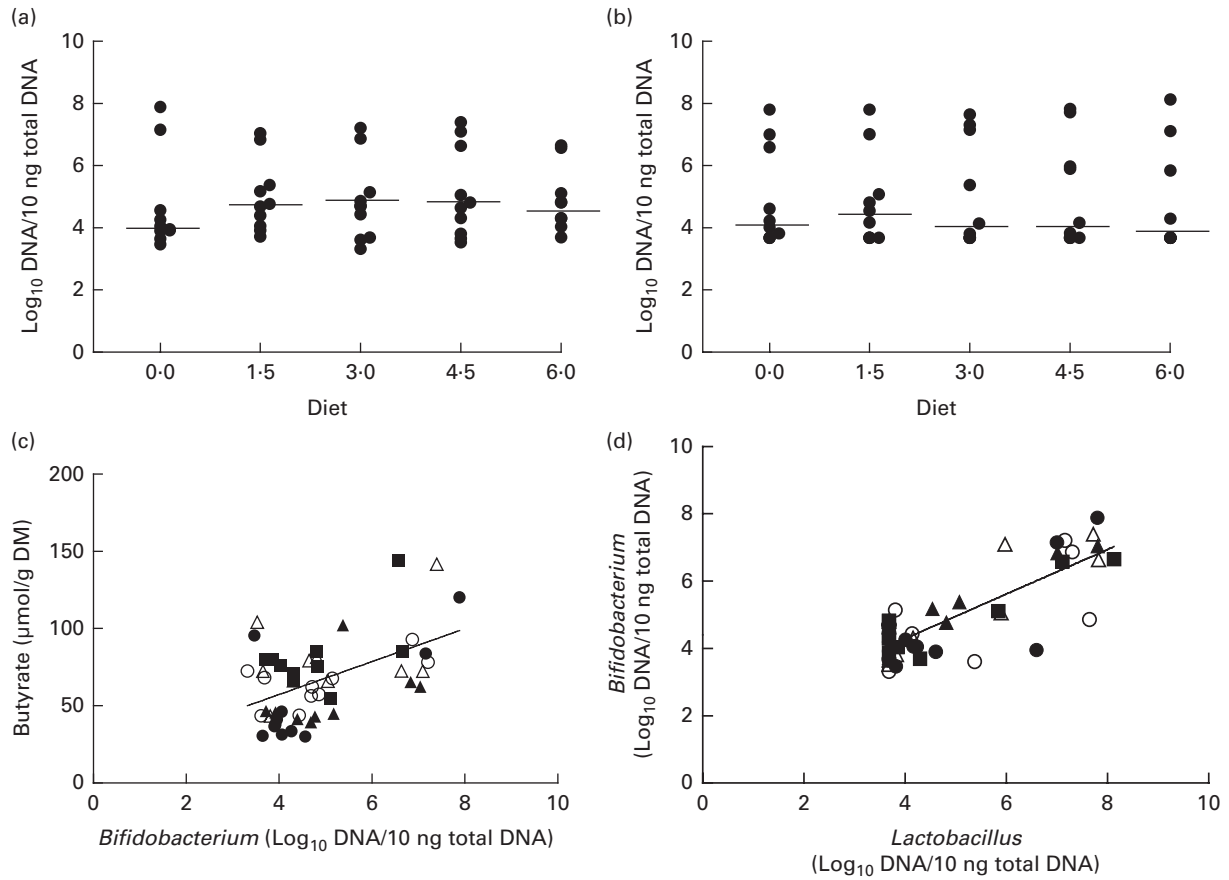 (a)
10
8
6
4
2
0
Log10 DNA/10 ng total DNA
0·0 1·5 3·0 4·5 6·0
Diet
(b)
10
8
6
4
2
0
Log10 DNA/10 ng total DNA
0·0 1·5 3·0 4·5 6·0
Diet
(c)
200
150
100
50
0
Butyrate (µmol/g DM)
0 2 4 6 8 10
Bifidobacterium (Log10 DNA/10 ng total DNA)
(d)
10
8
6
4
2
0
Bifidobacterium
(Log10 DNA/10 ng total DNA)
0 2 4 6 8 10
Lactobacillus
(Log10 DNA/10 ng total DNA)